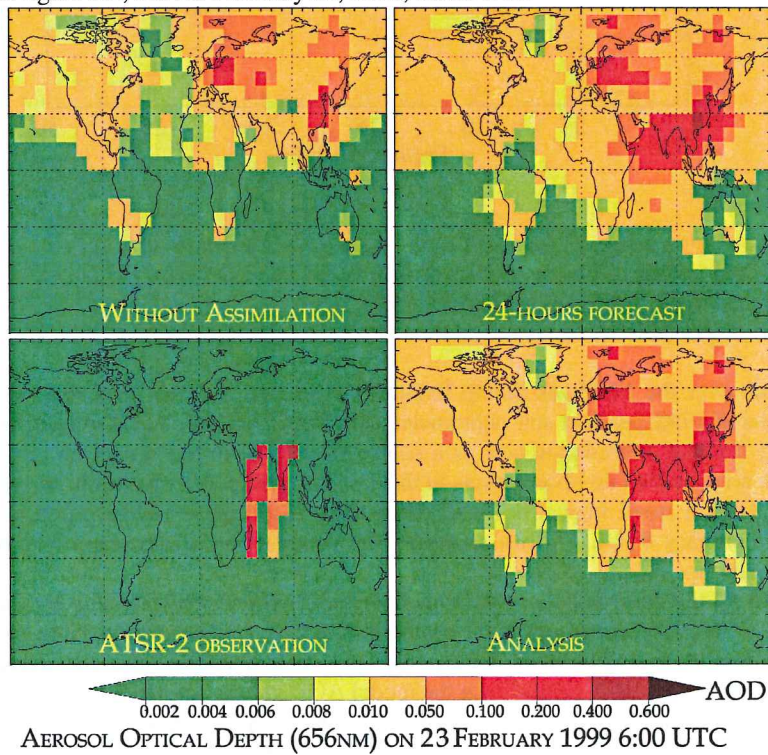 WITHOUT ASSIMILATION
24-HOURS FORECAST
ATSR-2 OBSERVATION
ANALYSIS
0.002 0.004 0.006 0.008 0.010 0.050 0.100 0.200 0.400 0.600
AOD
AEROSOL OPTICAL DEPTH (656NM) ON 23 FEBRUARY 1999 6:00 UTC